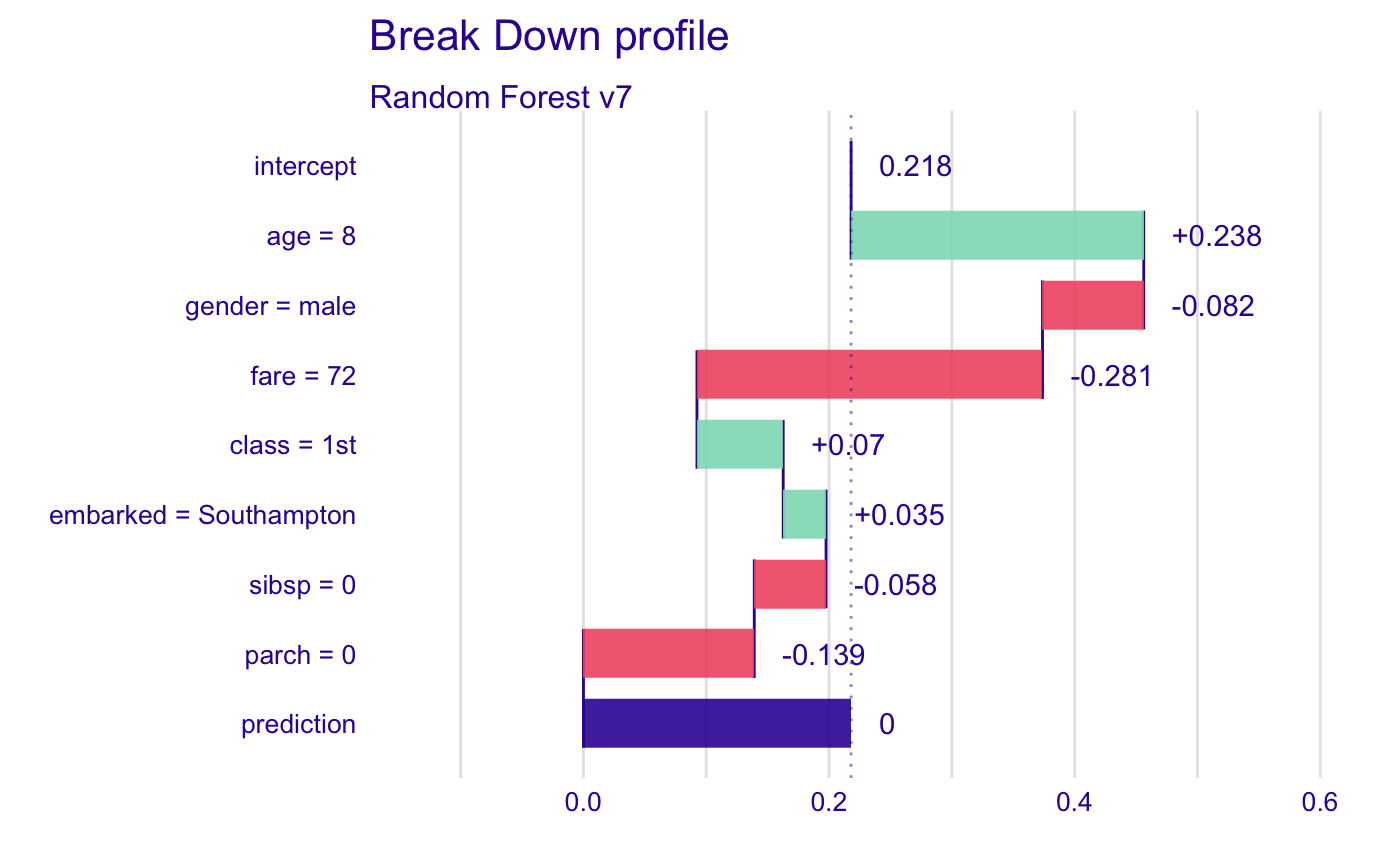 Break Down profile
Random Forest v7
intercept 0.218
age = 8 +0.238
gender = male -0.082
fare = 72 -0.281
class = 1st +0.07
embarked = Southampton +0.035
sibsp = 0 -0.058
parch = 0 -0.139
prediction 0
0.0 0.2 0.4 0.6